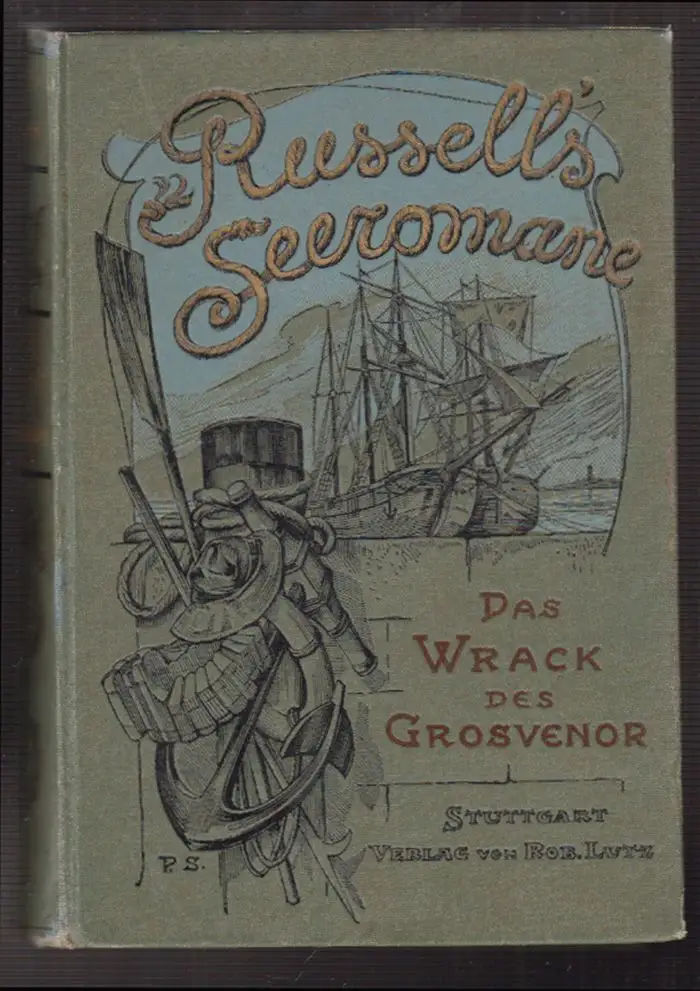 Russell's
Seeromane
DAS
WRACK
DES
GROSVENOR
STUTTGART
VERLAG VON ROB. LUTZ
P. S.